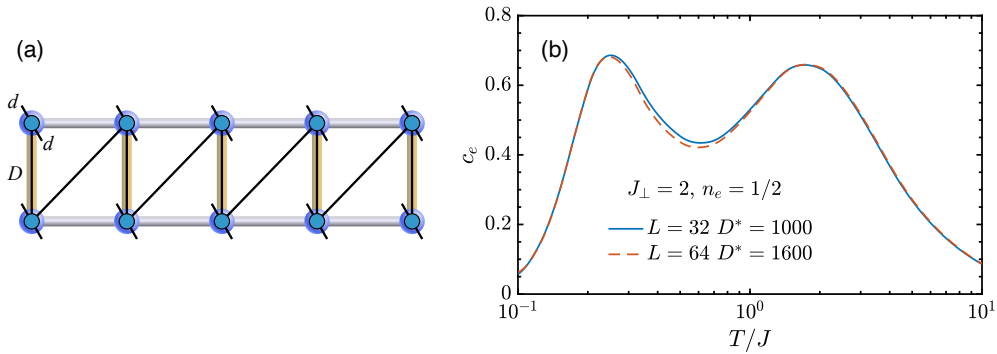 (a)
d
d
D
(b)
0.8
0.6
0.4
0.2
0
c_e
J_⊥ = 2, n_e = 1/2
L = 32 D* = 1000
L = 64 D* = 1600
10^{-1}
10^0
10^1
T/J